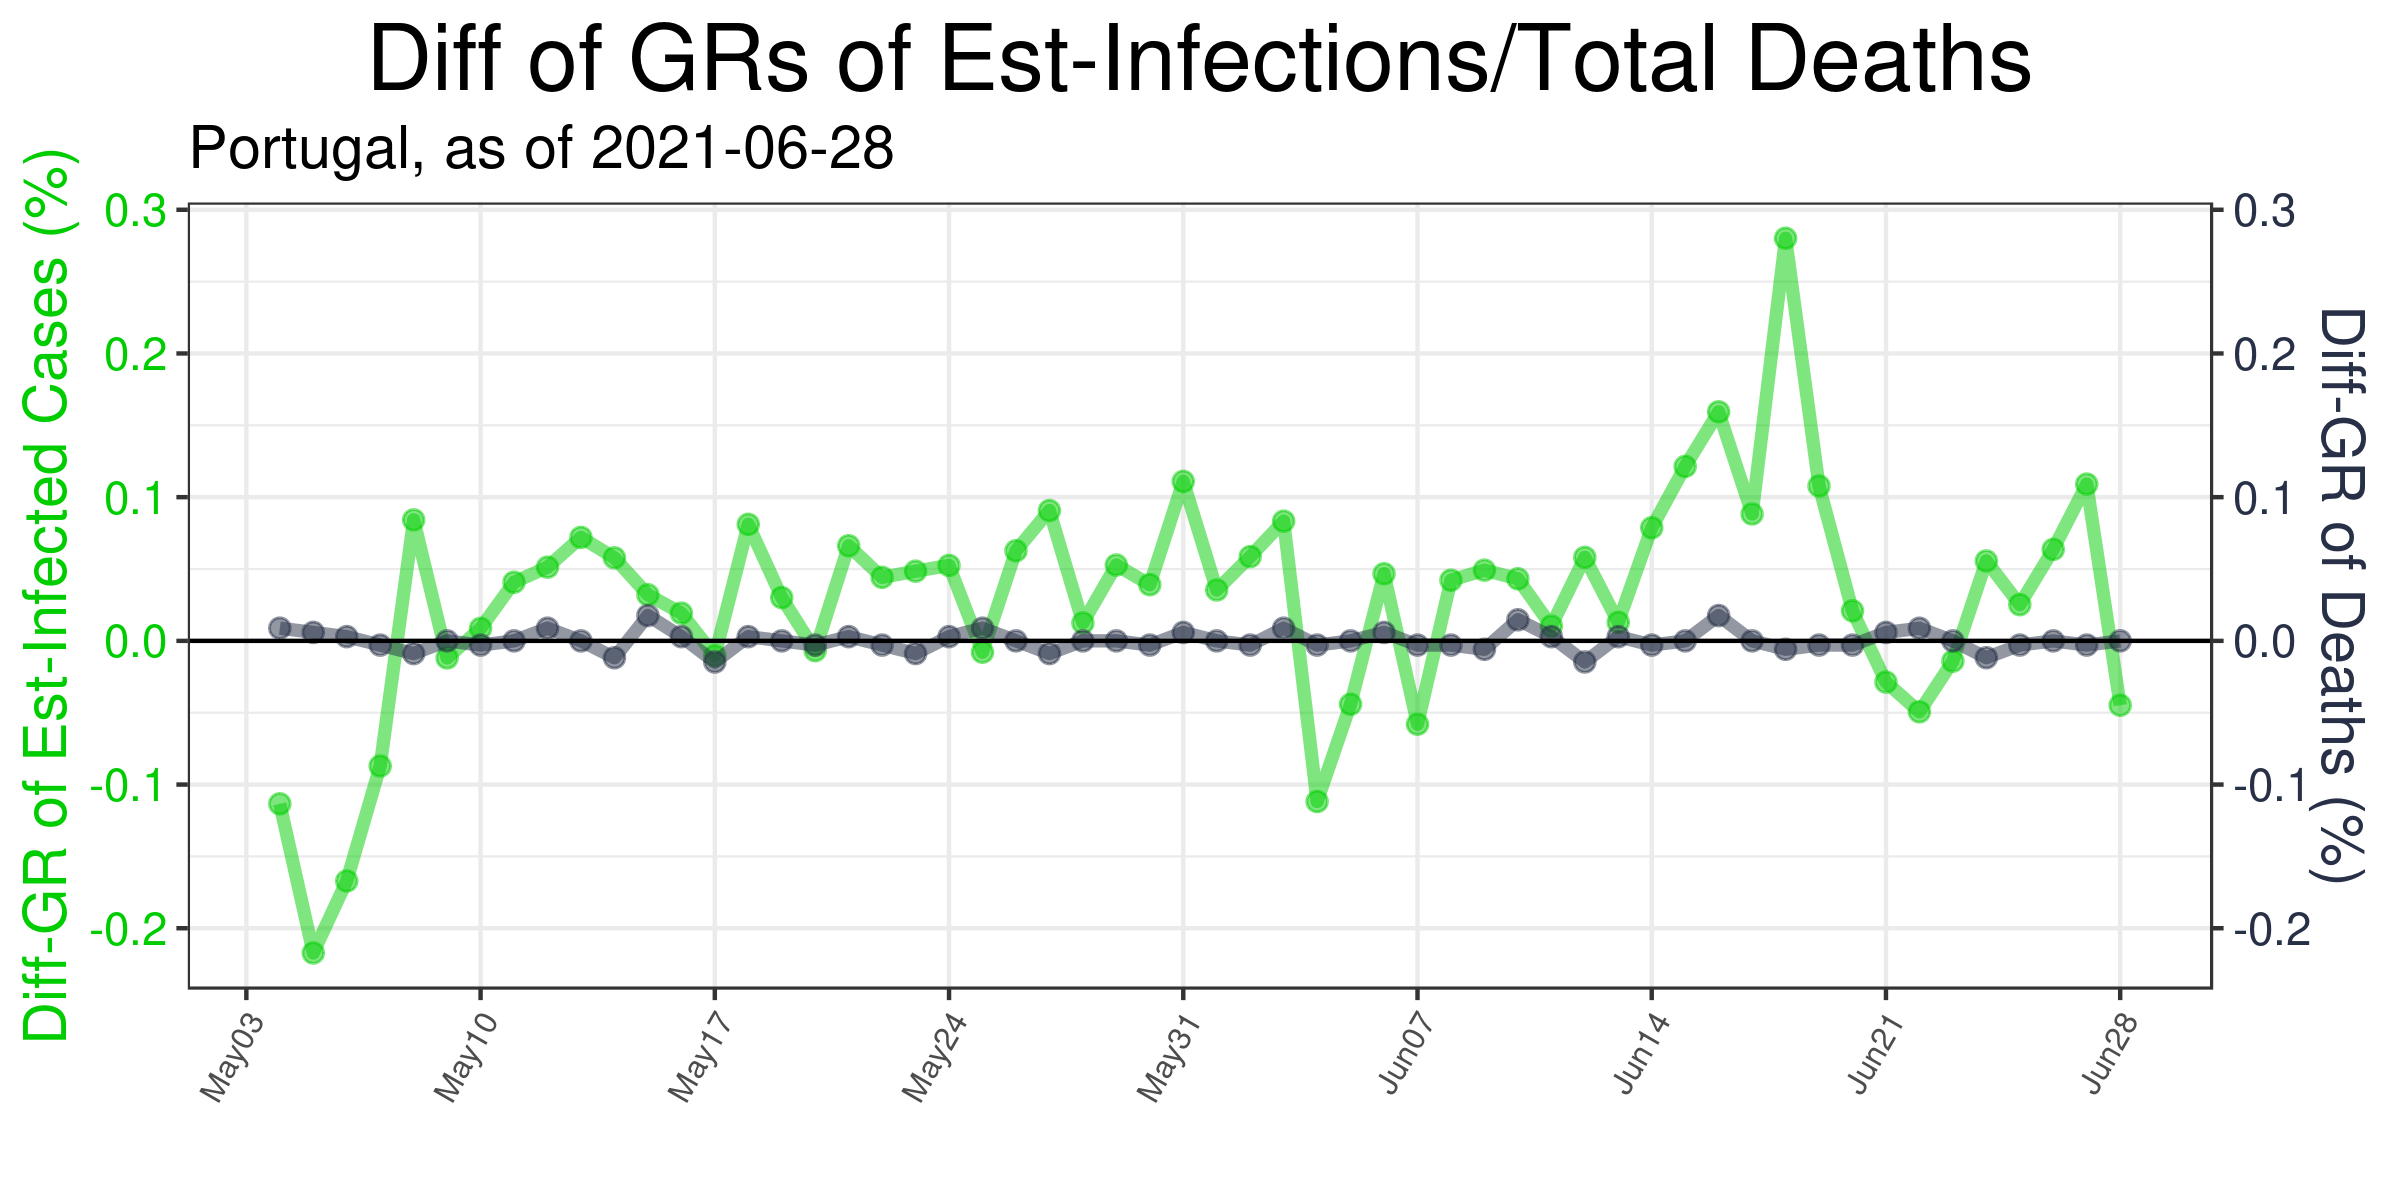 Diff of GRs of Est-Infections/Total Deaths
Portugal, as of 2021-06-28
Diff-GR of Est-Infected Cases (%)
0.3
0.2
0.1
0.0
-0.1
-0.2
0.3
0.2
0.1
0.0
-0.1
-0.2
Diff-GR of Deaths (%)
May03
May10
May17
May24
May31
Jun07
Jun14
Jun21
Jun28